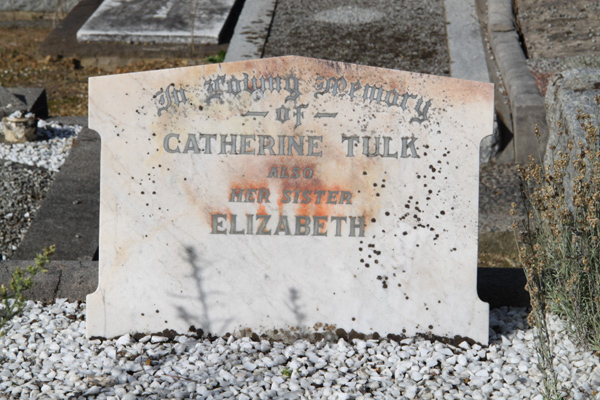 In Loving Memory
of
CATHERINE TULK
ALSO
HER SISTER
ELIZABETH